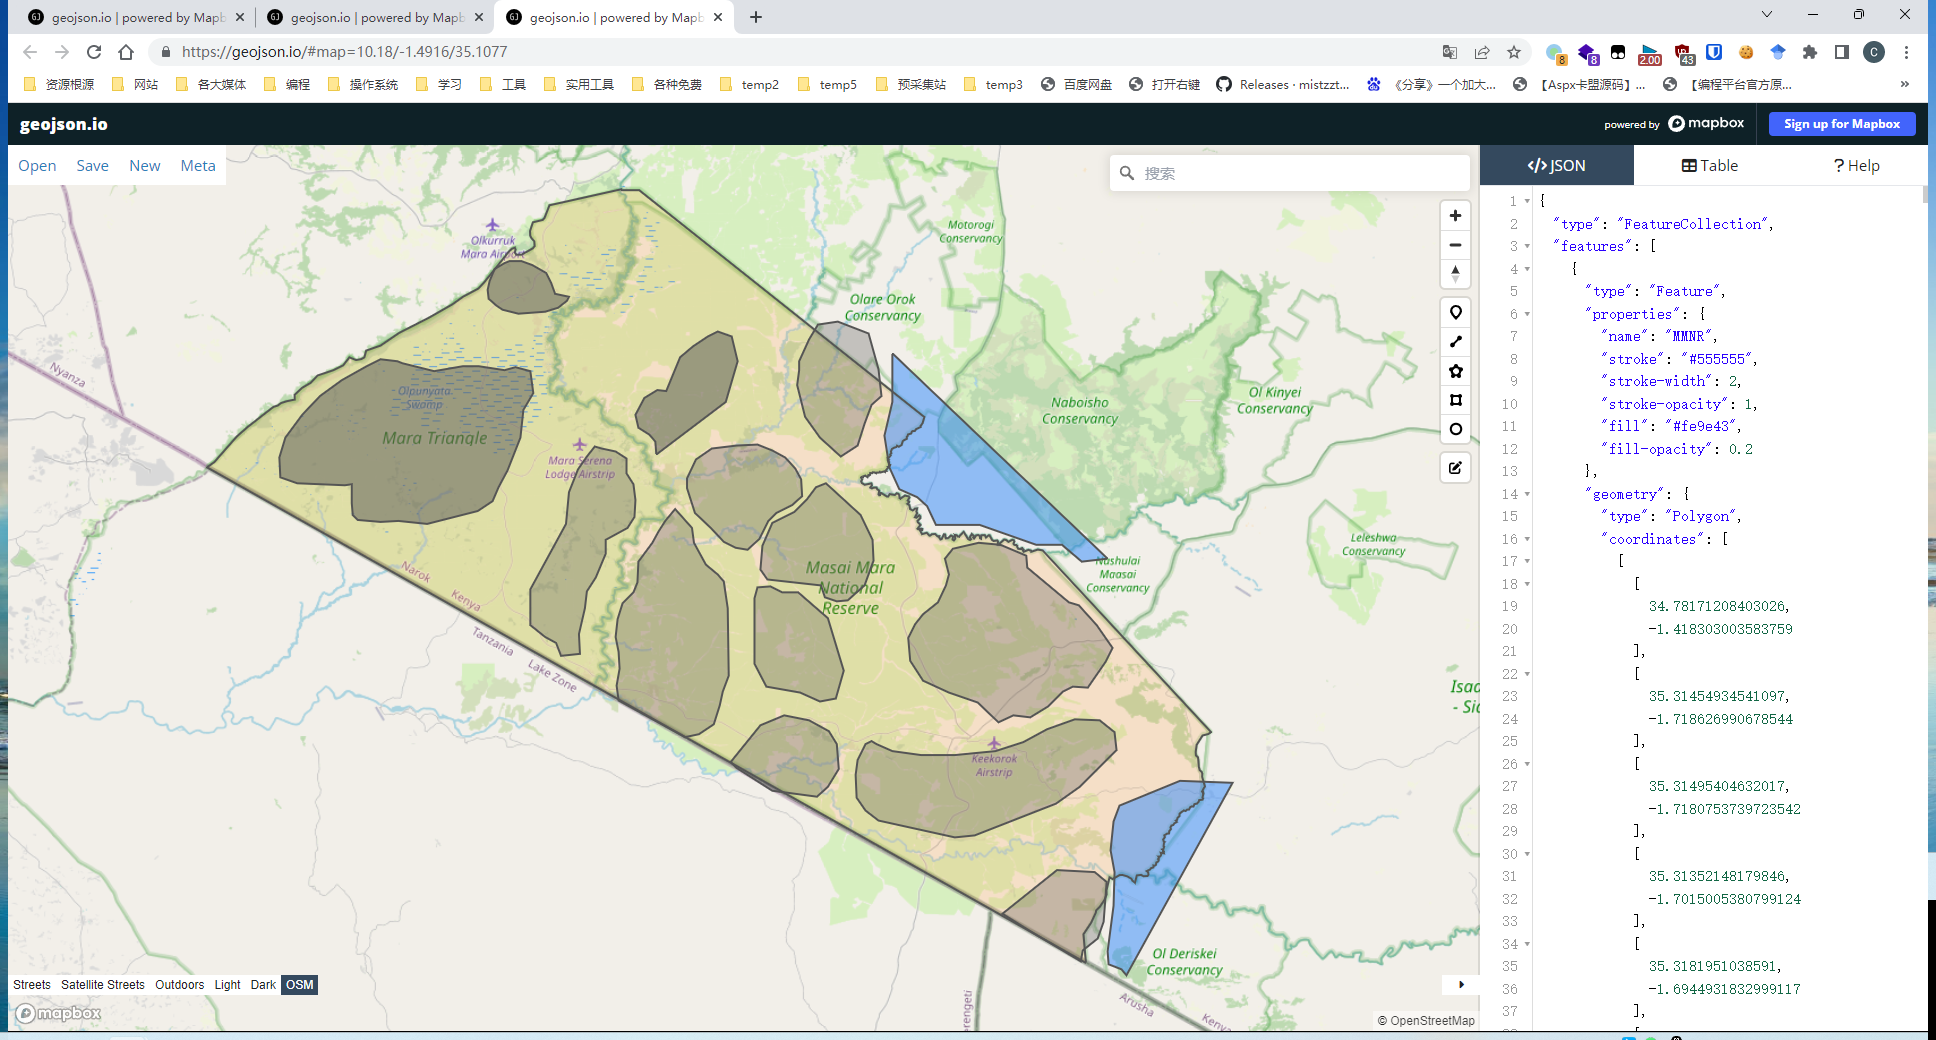 geojson.io | powered by Mapb
geojson.io | powered by Mapb
geojson.io | powered by Mapb
https://geojson.io/#map=10.18/-1.4916/35.1077
8
8
2.00
43
C
资源根源 网站 各大媒体 编程 操作系统 学习 工具 实用工具 各种免费 temp2 temp5 预采集站 temp3 百度网盘 打开右键 Releases · mistzzt... 《分享》一个加大... 【Aspx卡盟源码】... 【编程平台官方原...
geojson.io
powered by mapbox
Sign up for Mapbox
Open Save New Meta
搜索
JSON
Table
? Help
Olkurruk
Mara Airport
Motorogi
Conservancy
Olare Orok
Conservancy
Nyanza
Olpunyata
Swamp
Mara Triangle
Naboisho
Conservancy
Ol Kinyei
Conservancy
Mara Serena
Lodge Airstrip
Leleshwa
Conservancy
Masai Mara
National
Reserve
Nashulai
Maasai
Conservancy
Narok
Kenya
Tanzania
Lake Zone
Isaa
- Si
Keekorok
Airstrip
Ol Deriskei
Conservancy
Arusha
Kenya
rengeti
Streets Satellite Streets Outdoors Light Dark OSM
mapbox
© OpenStreetMap
1 {
2 "type": "FeatureCollection",
3 "features": [
4 {
5 "type": "Feature",
6 "properties": {
7 "name": "MMNR",
8 "stroke": "#555555",
9 "stroke-width": 2,
10 "stroke-opacity": 1,
11 "fill": "#fe9e43",
12 "fill-opacity": 0.2
13 },
14 "geometry": {
15 "type": "Polygon",
16 "coordinates": [
17 [
18 [
19 34.78171208403026,
20 -1.418303003583759
21 ],
22 [
23 35.31454934541097,
24 -1.718626990678544
25 ],
26 [
27 35.31495404632017,
28 -1.7180753739723542
29 ],
30 [
31 35.31352148179846,
32 -1.7015005380799124
33 ],
34 [
35 35.3181951038591,
36 -1.6944931832999117
37 ],